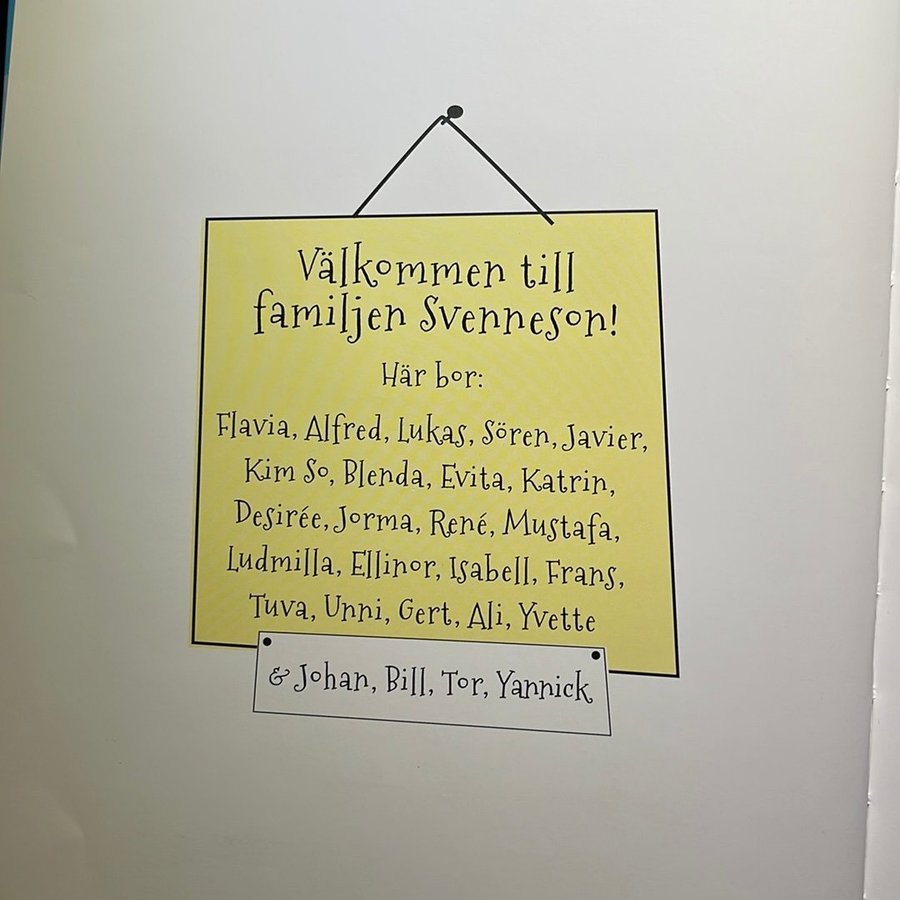 Välkommen till
familjen Svenneson!
Här bor:
Flavia, Alfred, Lukas, Sören, Javier,
Kim So, Blenda, Evita, Katrin,
Desirée, Jorma, René, Mustafa,
Ludmilla, Ellinor, Isabell, Frans,
Tuva, Unni, Gert, Ali, Yvette
& Johan, Bill, Tor, Yannick